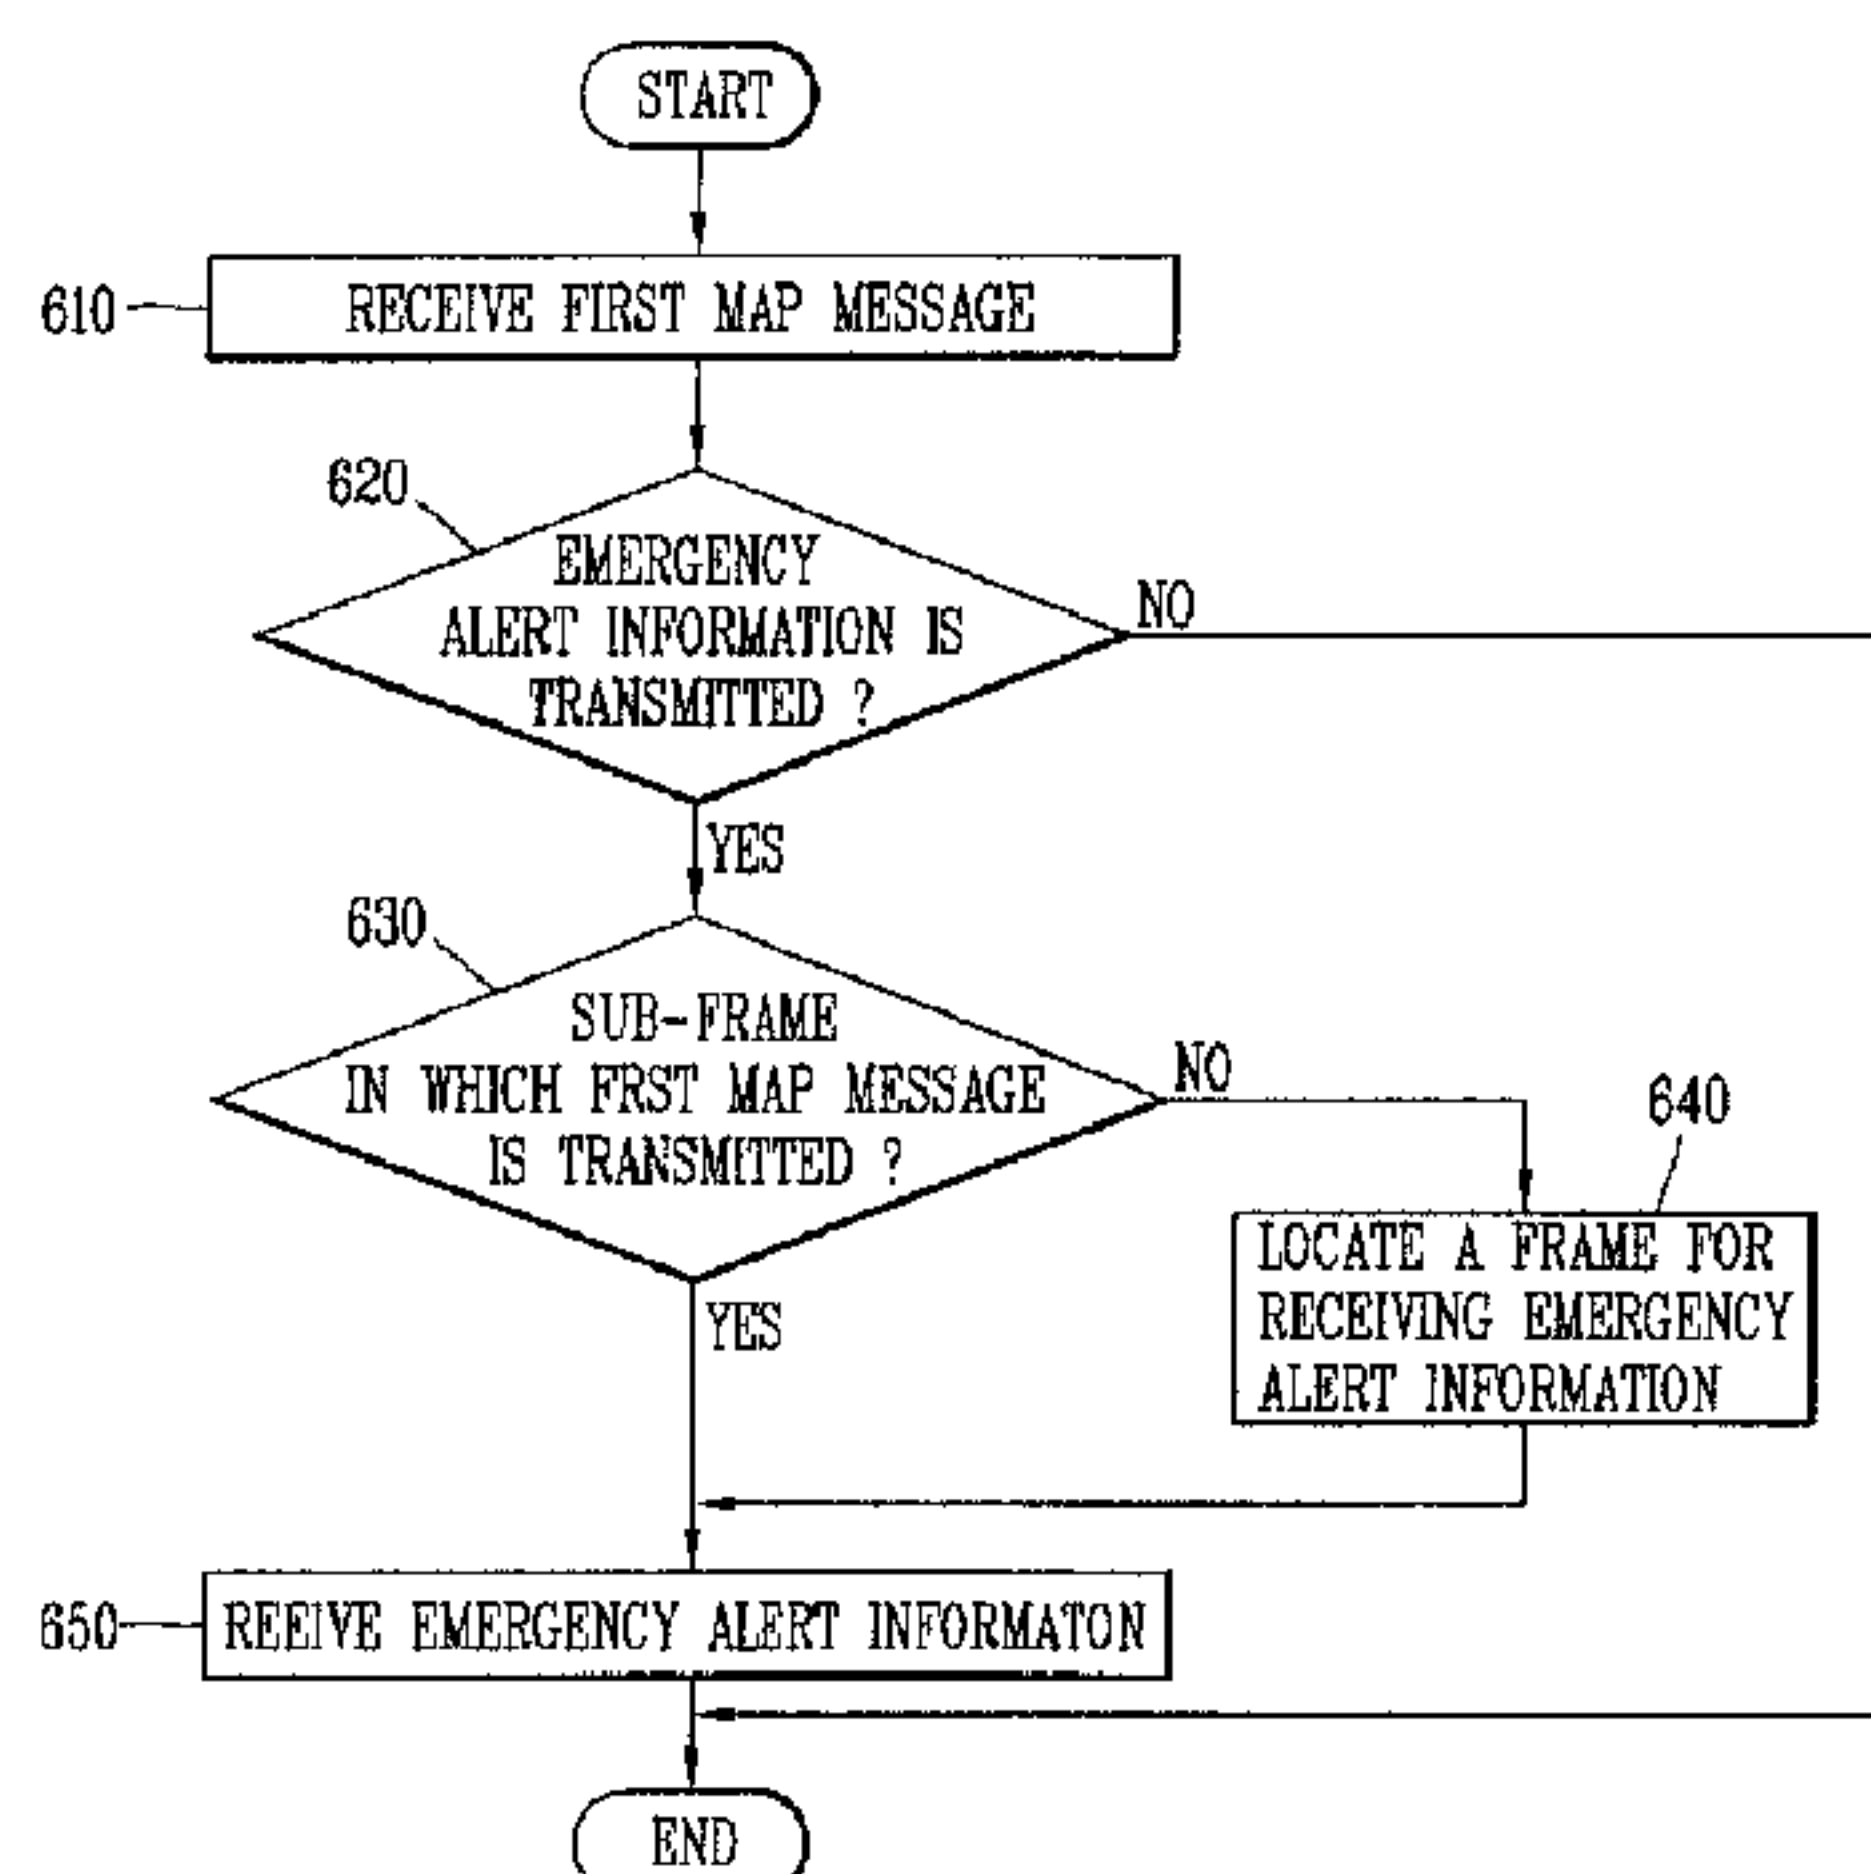 START
610
RECEIVE FIRST MAP MESSAGE
620
EMERGENCY
ALERT INFORMATION IS
TRANSMITTED ?
NO
YES
630
SUB-FRAME
IN WHICH FRST MAP MESSAGE
IS TRANSMITTED ?
NO
640
LOCATE A FRAME FOR
RECEIVING EMERGENCY
ALERT INFORMATION
YES
650
REEIVE EMERGENCY ALERT INFORMATON
END